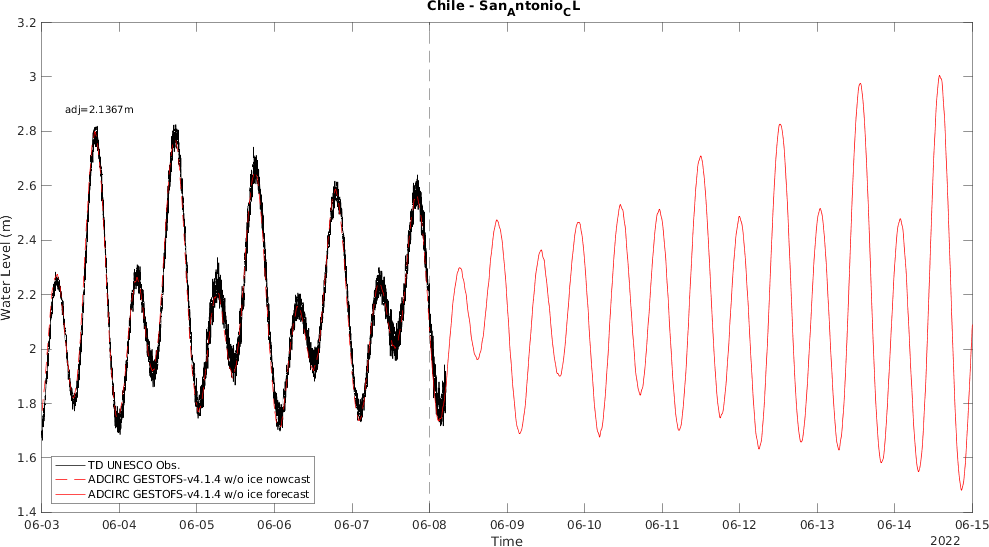 Chile - SanAntonioCL
adj=2.1367m
Water Level (m)
3.2
3
2.8
2.6
2.4
2.2
2
1.8
1.6
1.4
TD UNESCO Obs.
ADCIRC GESTOFS-v4.1.4 w/o ice nowcast
ADCIRC GESTOFS-v4.1.4 w/o ice forecast
06-03 06-04 06-05 06-06 06-07 06-08 06-09 06-10 06-11 06-12 06-13 06-14 06-15
Time
2022